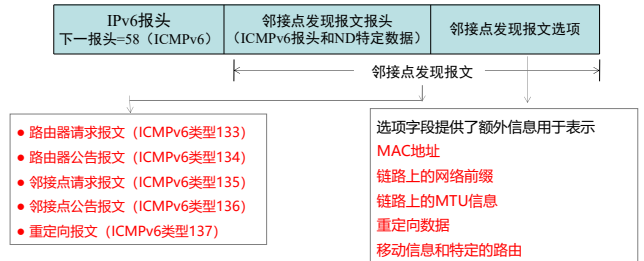 IPv6报头
下一报头=58（ICMPv6）
邻接点发现报文报头
（ICMPv6报头和ND特定数据）
邻接点发现报文选项
邻接点发现报文
● 路由器请求报文（ICMPv6类型133）
● 路由器公告报文（ICMPv6类型134）
● 邻接点请求报文（ICMPv6类型135）
● 邻接点公告报文（ICMPv6类型136）
● 重定向报文（ICMPv6类型137）
选项字段提供了额外信息用于表示
MAC地址
链路上的网络前缀
链路上的MTU信息
重定向数据
移动信息和特定的路由